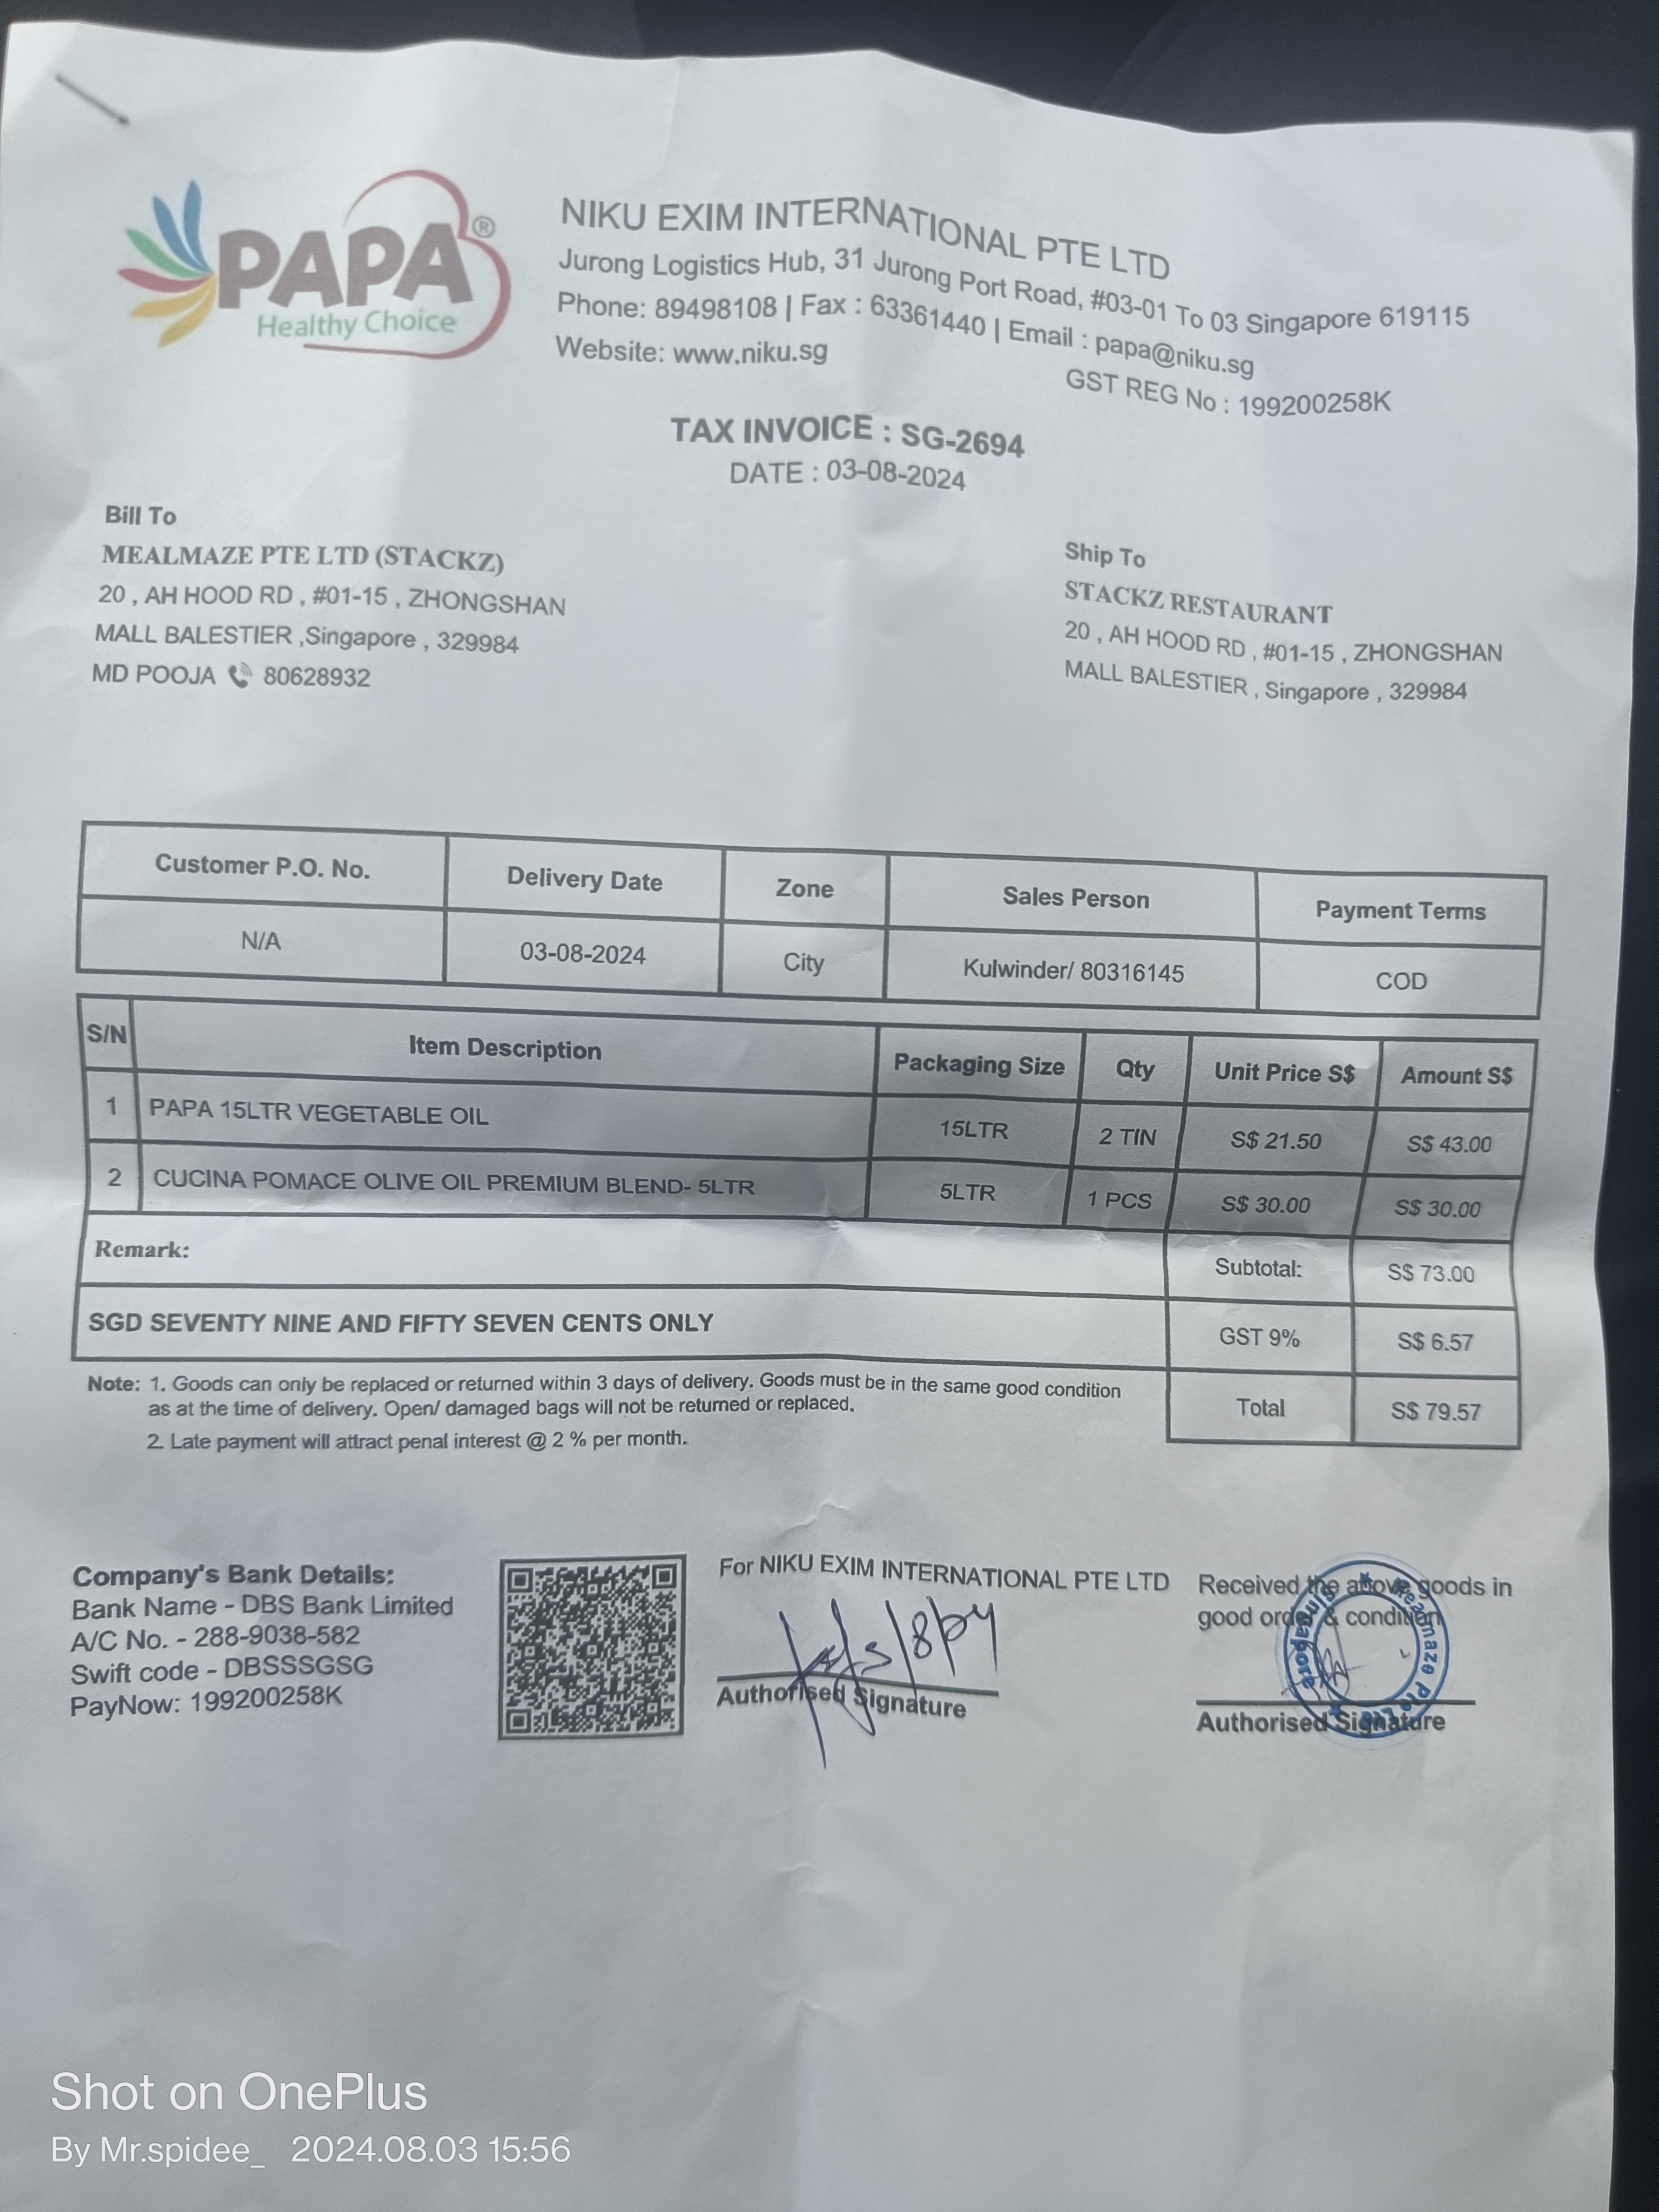 PAPA®
Healthy Choice
NIKU EXIM INTERNATIONAL PTE LTD
Jurong Logistics Hub, 31 Jurong Port Road, #03-01 To 03 Singapore 619115
Phone: 89498108 | Fax : 63361440 | Email : papa@niku.sg
Website: www.niku.sg
GST REG No : 199200258K
TAX INVOICE : SG-2694
DATE : 03-08-2024
Bill To
MEALMAZE PTE LTD (STACKZ)
20 , AH HOOD RD , #01-15 , ZHONGSHAN
MALL BALESTIER ,Singapore , 329984
MD POOJA 80628932
Ship To
STACKZ RESTAURANT
20 , AH HOOD RD , #01-15 , ZHONGSHAN
MALL BALESTIER , Singapore , 329984
Customer P.O. No. Delivery Date Zone Sales Person Payment Terms
N/A 03-08-2024 City Kulwinder/ 80316145 COD
S/N Item Description Packaging Size Qty Unit Price S$ Amount S$
1 PAPA 15LTR VEGETABLE OIL 15LTR 2 TIN S$ 21.50 S$ 43.00
2 CUCINA POMACE OLIVE OIL PREMIUM BLEND- 5LTR 5LTR 1 PCS S$ 30.00 S$ 30.00
Remark: Subtotal: S$ 73.00
SGD SEVENTY NINE AND FIFTY SEVEN CENTS ONLY GST 9% S$ 6.57
Total S$ 79.57
Note: 1. Goods can only be replaced or returned within 3 days of delivery. Goods must be in the same good condition
as at the time of delivery. Open/ damaged bags will not be returned or replaced.
2. Late payment will attract penal interest @ 2 % per month.
Company's Bank Details:
Bank Name - DBS Bank Limited
A/C No. - 288-9038-582
Swift code - DBSSSGSG
PayNow: 199200258K
For NIKU EXIM INTERNATIONAL PTE LTD
3/8/24
Authorised Signature
Received the above goods in
good order & condition
Mealmaze Pte Ltd
Singapore
Authorised Signature
Shot on OnePlus
By Mr.spidee_ 2024.08.03 15:56